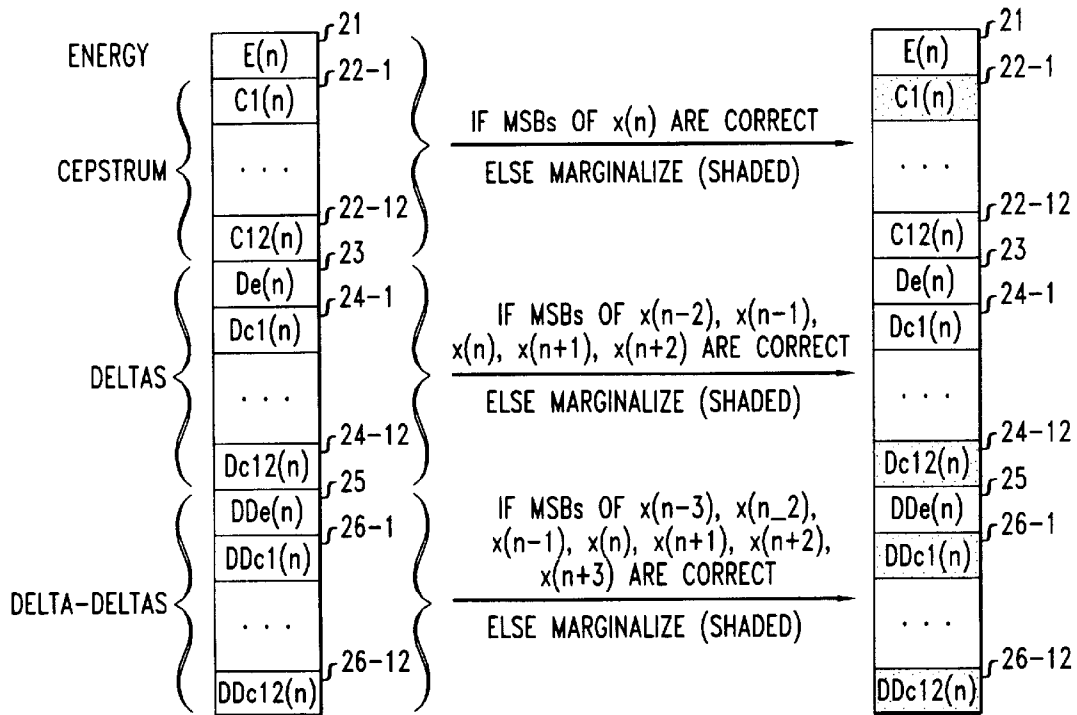 ENERGY
CEPSTRUM
DELTAS
DELTA-DELTAS
E(n)
21
C1(n)
22-1
. . .
C12(n)
22-12
De(n)
23
Dc1(n)
24-1
. . .
Dc12(n)
24-12
DDe(n)
25
DDc1(n)
26-1
. . .
DDc12(n)
26-12
IF MSBs OF x(n) ARE CORRECT
ELSE MARGINALIZE (SHADED)
IF MSBs OF x(n-2), x(n-1),
x(n), x(n+1), x(n+2) ARE CORRECT
ELSE MARGINALIZE (SHADED)
IF MSBs OF x(n-3), x(n_2),
x(n-1), x(n), x(n+1), x(n+2),
x(n+3) ARE CORRECT
ELSE MARGINALIZE (SHADED)
E(n)
21
C1(n)
22-1
. . .
C12(n)
22-12
De(n)
23
Dc1(n)
24-1
. . .
Dc12(n)
24-12
DDe(n)
25
DDc1(n)
26-1
. . .
DDc12(n)
26-12